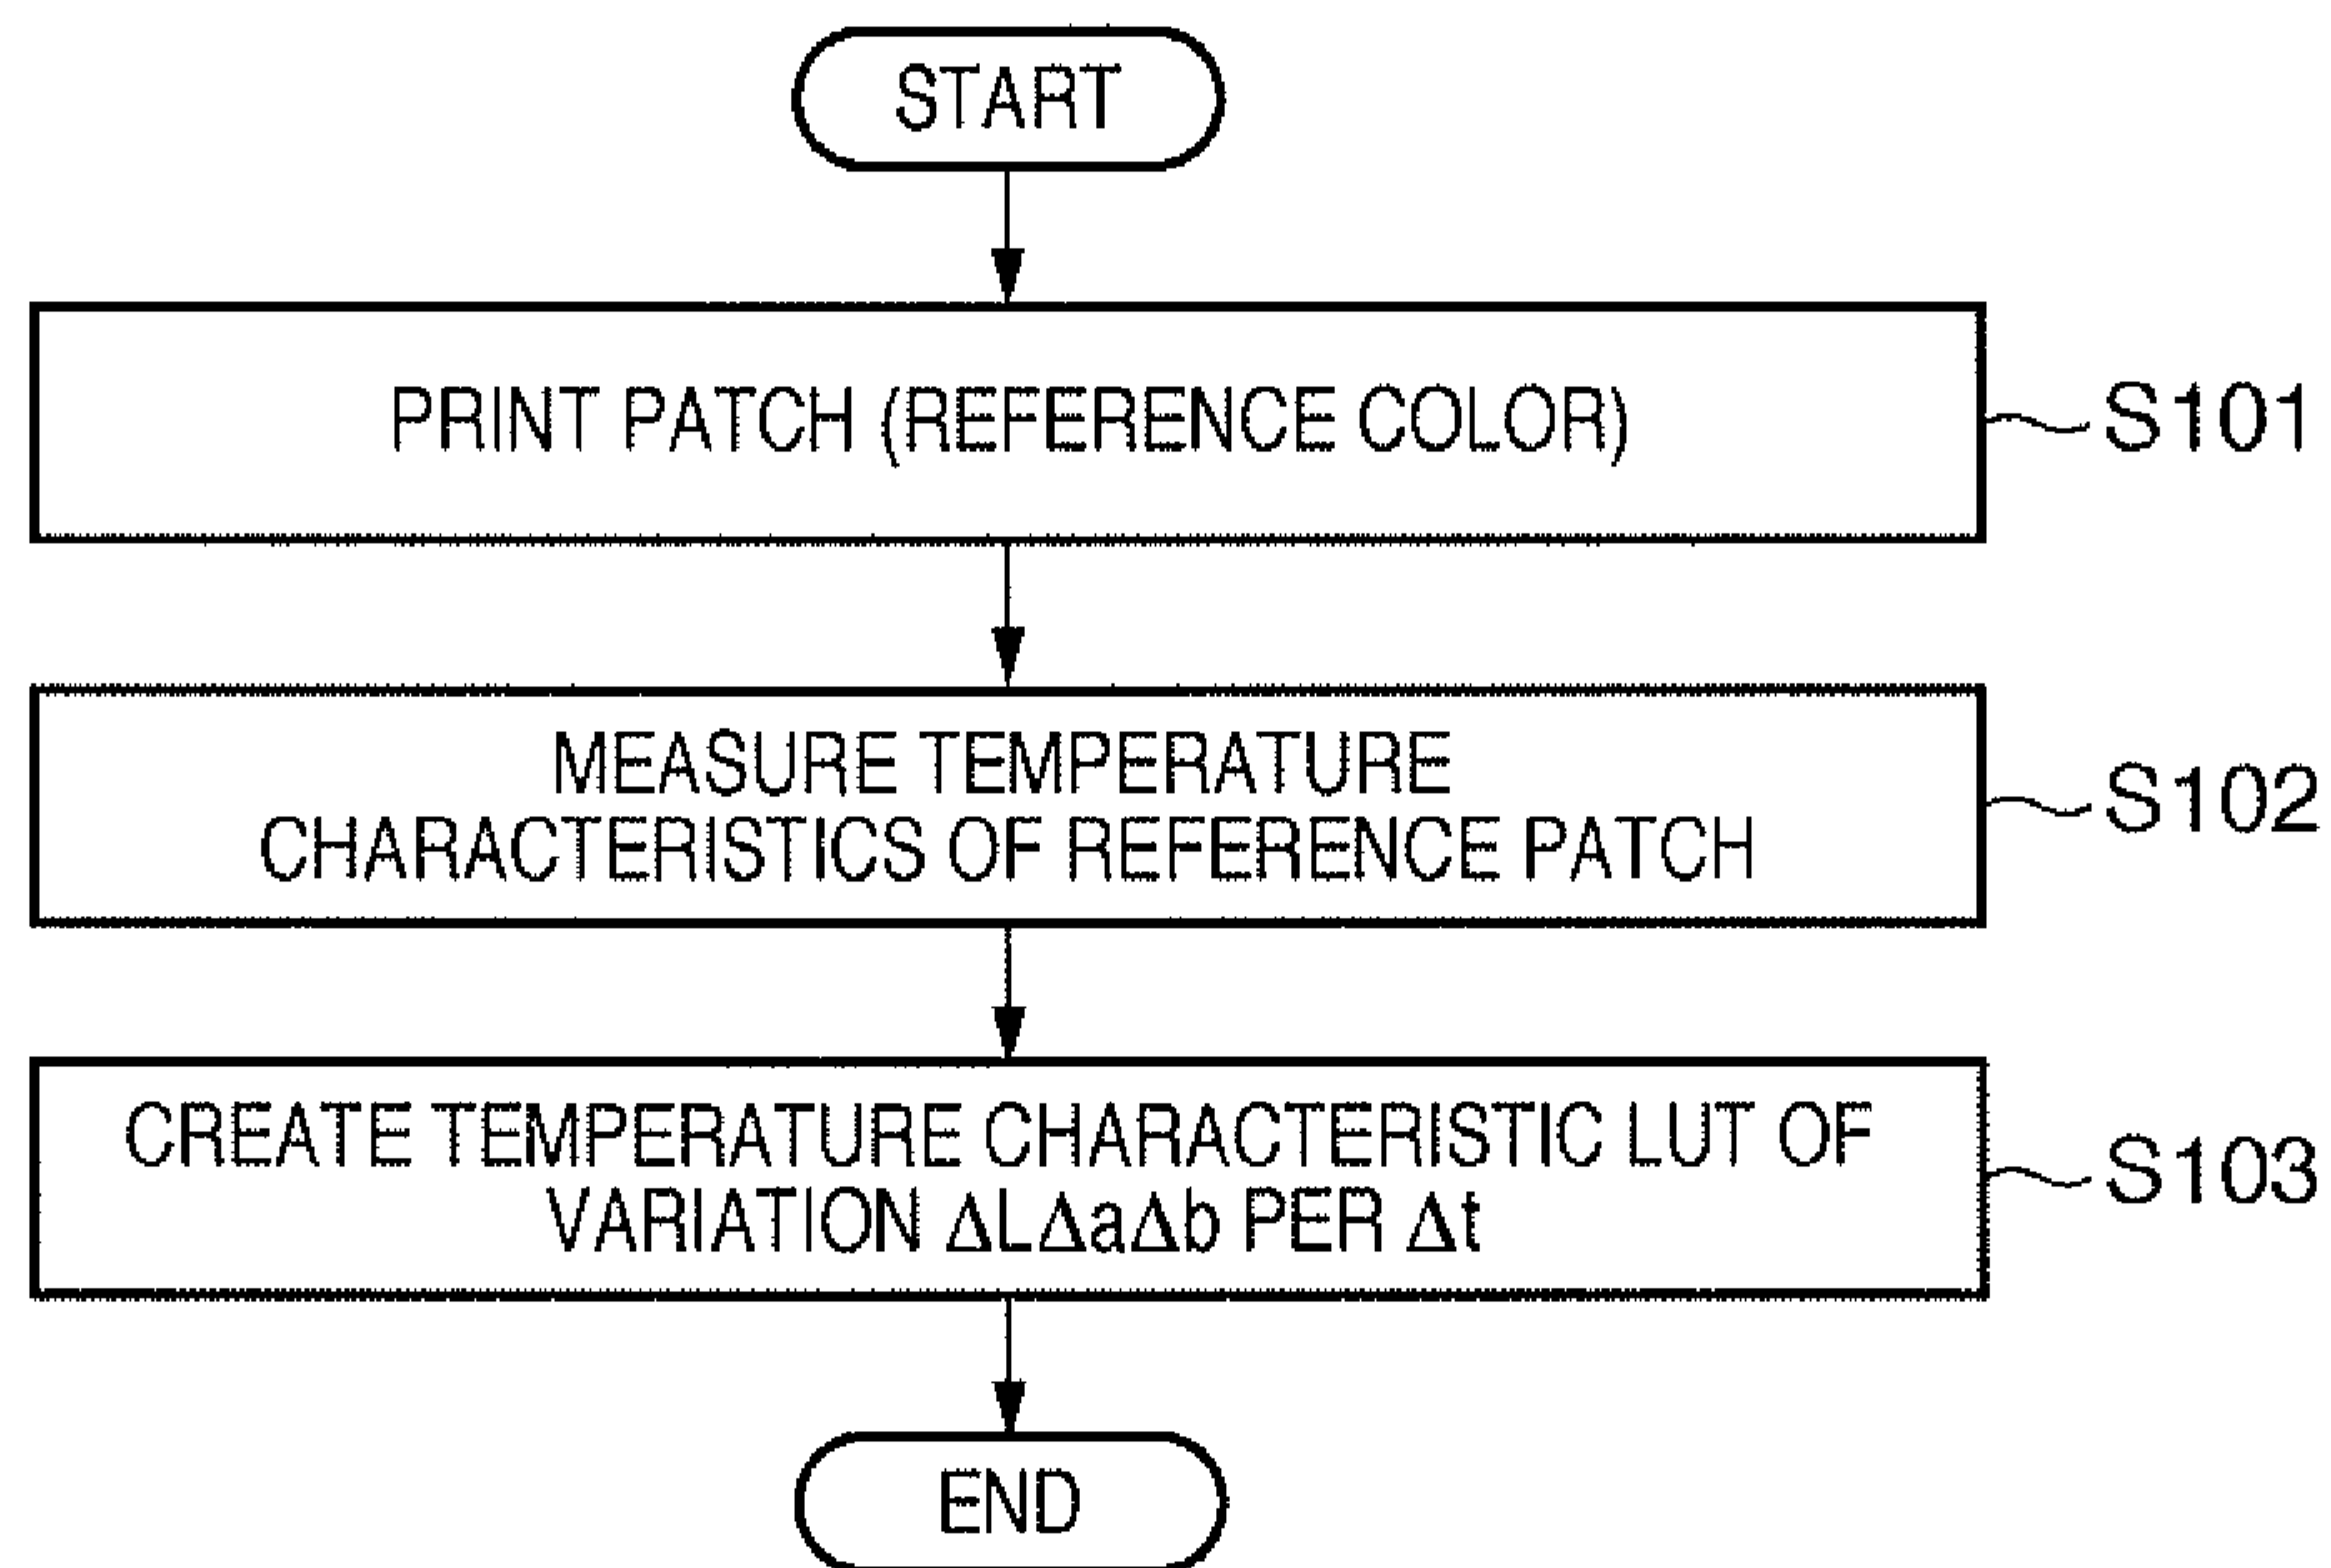 START
PRINT PATCH (REFERENCE COLOR)
S101
MEASURE TEMPERATURE
CHARACTERISTICS OF REFERENCE PATCH
S102
CREATE TEMPERATURE CHARACTERISTIC LUT OF
VARIATION ΔLΔaΔb PER Δt
S103
END